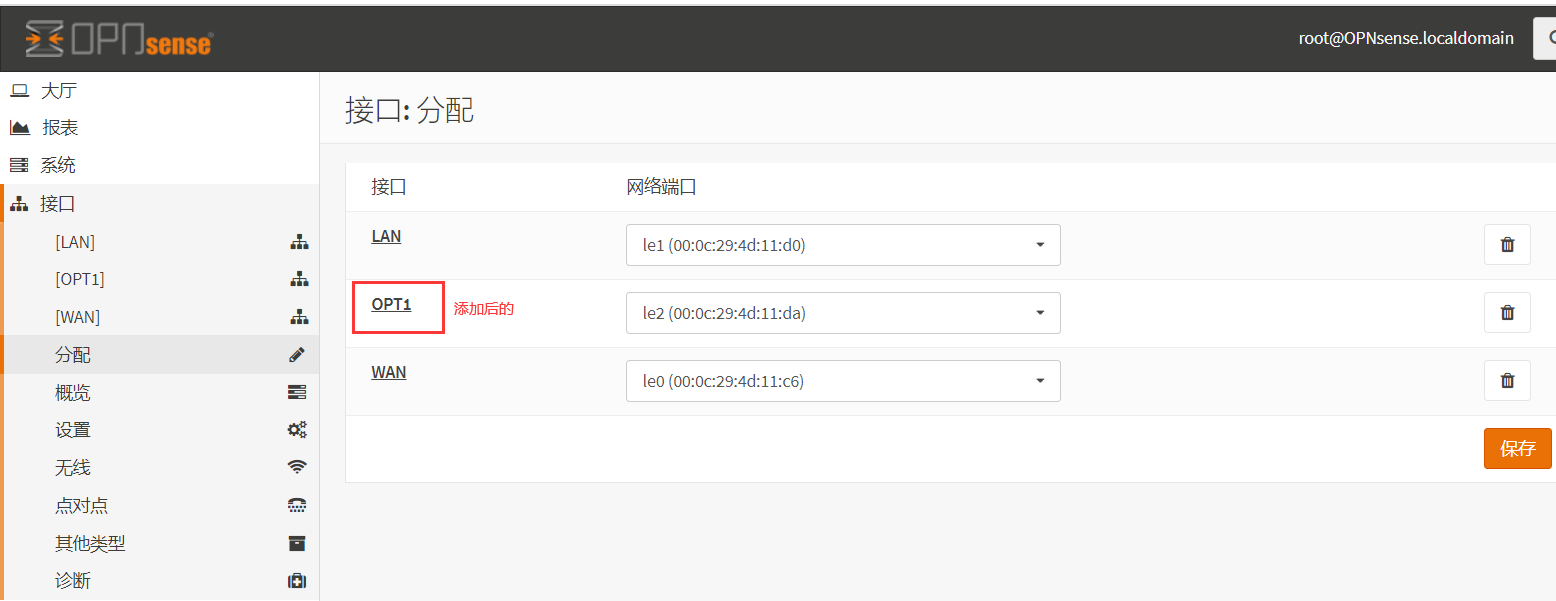 OPNsense®
root@OPNsense.localdomain
大厅
报表
系统
接口
[LAN]
[OPT1]
[WAN]
分配
概览
设置
无线
点对点
其他类型
诊断
接口: 分配
接口 网络端口
LAN le1 (00:0c:29:4d:11:d0)
OPT1 添加后的 le2 (00:0c:29:4d:11:da)
WAN le0 (00:0c:29:4d:11:c6)
保存